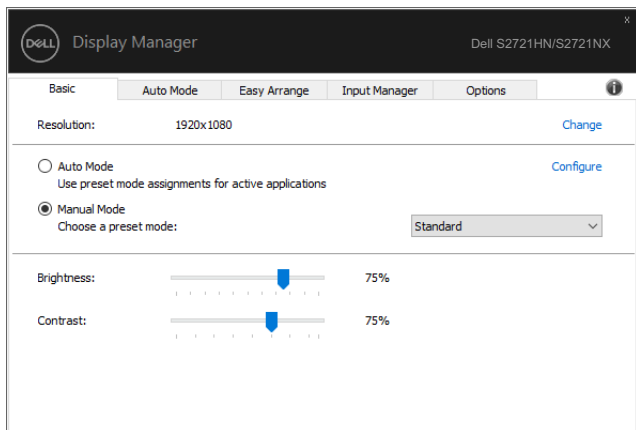 DELL Display Manager Dell S2721HN/S2721NX x
Basic Auto Mode Easy Arrange Input Manager Options i
Resolution: 1920x1080 Change
Auto Mode Configure
Use preset mode assignments for active applications
Manual Mode
Choose a preset mode: Standard
Brightness: 75%
Contrast: 75%